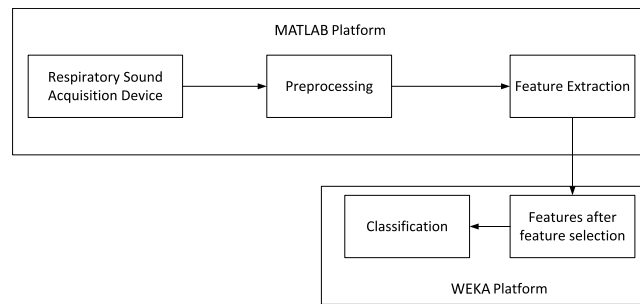 MATLAB Platform
Respiratory Sound
Acquisition Device
Preprocessing
Feature Extraction
Classification
Features after
feature selection
WEKA Platform